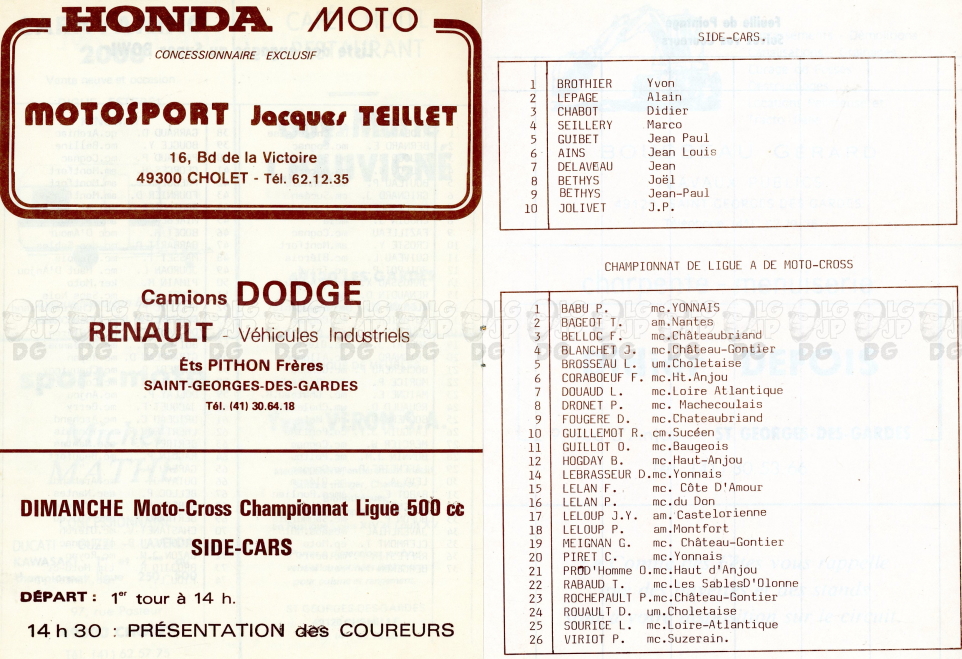 HONDA MOTO
CONCESSIONNAIRE EXCLUSIF
MOTOSPORT Jacques TEILLET
16, Bd de la Victoire
49300 CHOLET - Tél. 62.12.35
Camions DODGE
RENAULT - Véhicules Industriels
Éts PITHON Frères
SAINT-GEORGES-DES-GARDES
Tél. (41) 30.64.18
DIMANCHE Moto-Cross Championnat Ligue 500 cc
SIDE-CARS
DÉPART : 1er tour à 14 h.
14 h 30 : PRÉSENTATION des COUREURS
SIDE-CARS.
1 BROTHIER Yvon
2 LEPAGE Alain
3 CHABOT Didier
4 SEILLERY Marco
5 GUIBET Jean Paul
6 AINS Jean Louis
7 DELAVEAU Jean
8 BETHYS Joël
9 BETHYS Jean-Paul
10 JOLIVET J.P.
CHAMPIONNAT DE LIGUE A DE MOTO-CROSS
1 BABU P. mc.YONNAIS
2 BAGEOT T. am.Nantes
3 BELLOC F. mc.Châteaubriand
4 BLANCHET J. mc.Château-Gontier
5 BROSSEAU L. um.Choletaise
6 CORABOEUF F. mc.Ht.Anjou
7 DOUAUD L. mc.Loire Atlantique
8 DRONET P. mc. Machecoulais
9 FOUGERE D. mc.Chateaubriand
10 GUILLEMOT R. cm.Sucéen
11 GUILLOT O. mc.Baugeois
12 HOGDAY B. mc.Haut-Anjou
14 LEBRASSEUR D.mc.Yonnais
15 LELAN F. mc. Côte D'Amour
16 LELAN P. mc.du Don
17 LELOUP J.Y. am.Castelorienne
18 LELOUP P. am.Montfort
19 MEIGNAN G. mc. Château-Gontier
20 PIRET C. mc.Yonnais
21 PROD'Homme O.mc.Haut d'Anjou
22 RABAUD T. mc.Les SablesD'Olonne
23 ROCHEPAULT P.mc.Château-Gontier
24 ROUAULT D. um.Choletaise
25 SOURICE L. mc.Loire-Atlantique
26 VIRIOT P. mc.Suzerain.